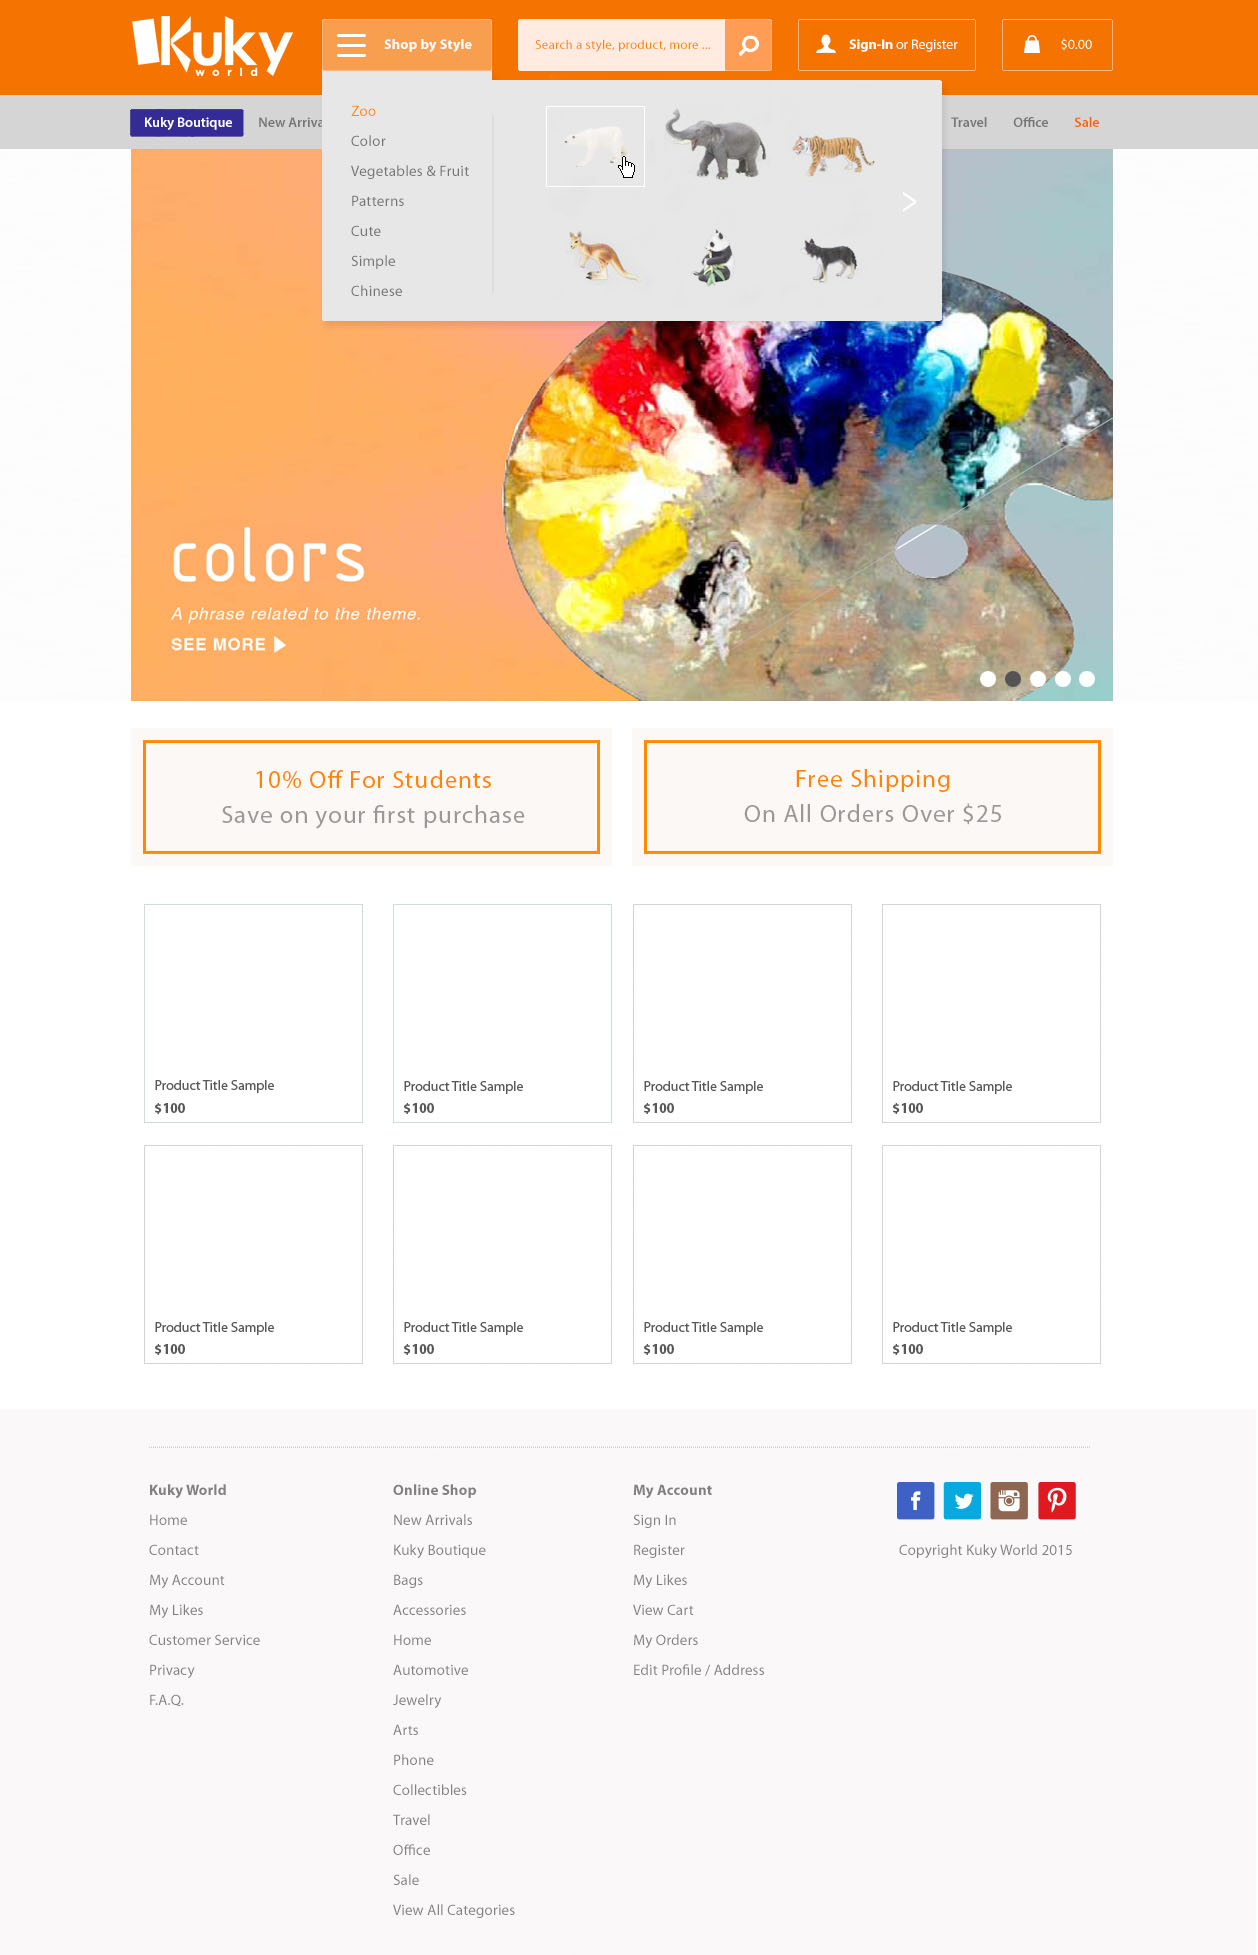 Kuky
world
Shop by Style
Search a style, product, more ...
Sign-In or Register
$0.00
Kuky Boutique
New Arriva
Travel
Office
Sale
Zoo
Color
Vegetables & Fruit
Patterns
Cute
Simple
Chinese
colors
A phrase related to the theme.
SEE MORE
10% Off For Students
Save on your first purchase
Free Shipping
On All Orders Over $25
Product Title Sample
$100
Product Title Sample
$100
Product Title Sample
$100
Product Title Sample
$100
Product Title Sample
$100
Product Title Sample
$100
Product Title Sample
$100
Product Title Sample
$100
Kuky World
Home
Contact
My Account
My Likes
Customer Service
Privacy
F.A.Q.
Online Shop
New Arrivals
Kuky Boutique
Bags
Accessories
Home
Automotive
Jewelry
Arts
Phone
Collectibles
Travel
Office
Sale
View All Categories
My Account
Sign In
Register
My Likes
View Cart
My Orders
Edit Profile / Address
Copyright Kuky World 2015